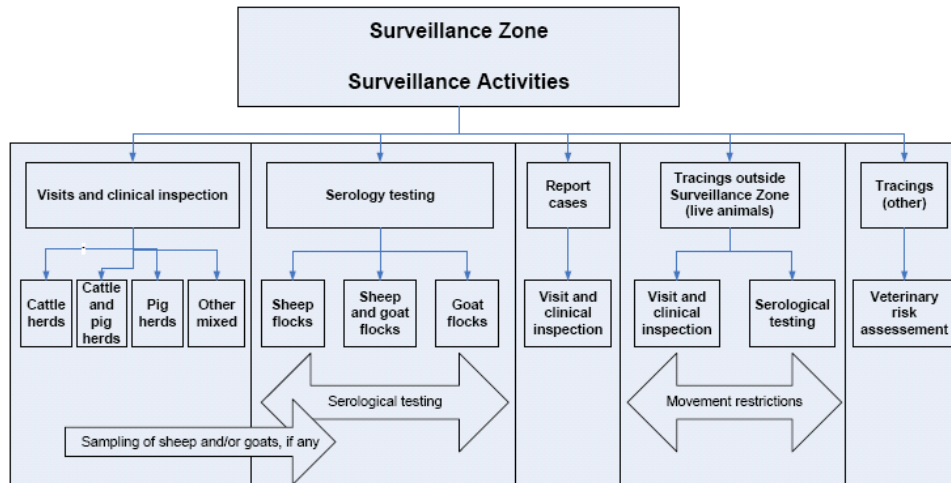 Surveillance Zone
Surveillance Activities
Visits and clinical inspection
Serology testing
Report
cases
Tracings outside
Surveillance Zone
(live animals)
Tracings
(other)
Cattle
herds
Cattle
and
pig
herds
Pig
herds
Other
mixed
Sheep
flocks
Sheep
and goat
flocks
Goat
flocks
Visit and
clinical
inspection
Visit and
clinical
inspection
Serological
testing
Veterinary
risk
assessment
Serological testing
Movement restrictions
Sampling of sheep and/or goats, if any